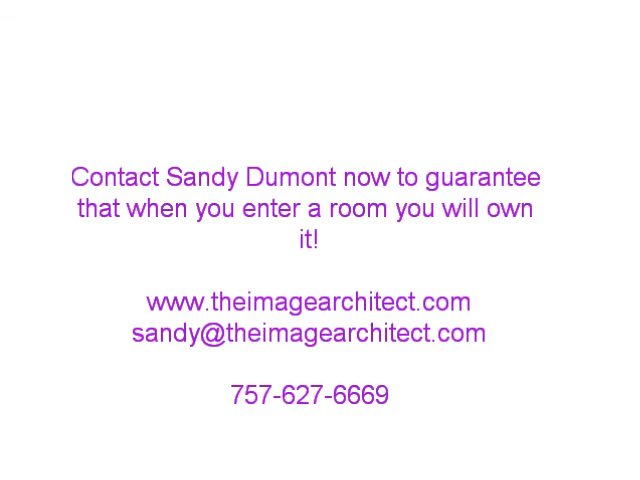 Contact Sandy Dumont now to guarantee
that when you enter a room you will own
it!
www.theimagearchitect.com
sandy@theimagearchitect.com
757-627-6669